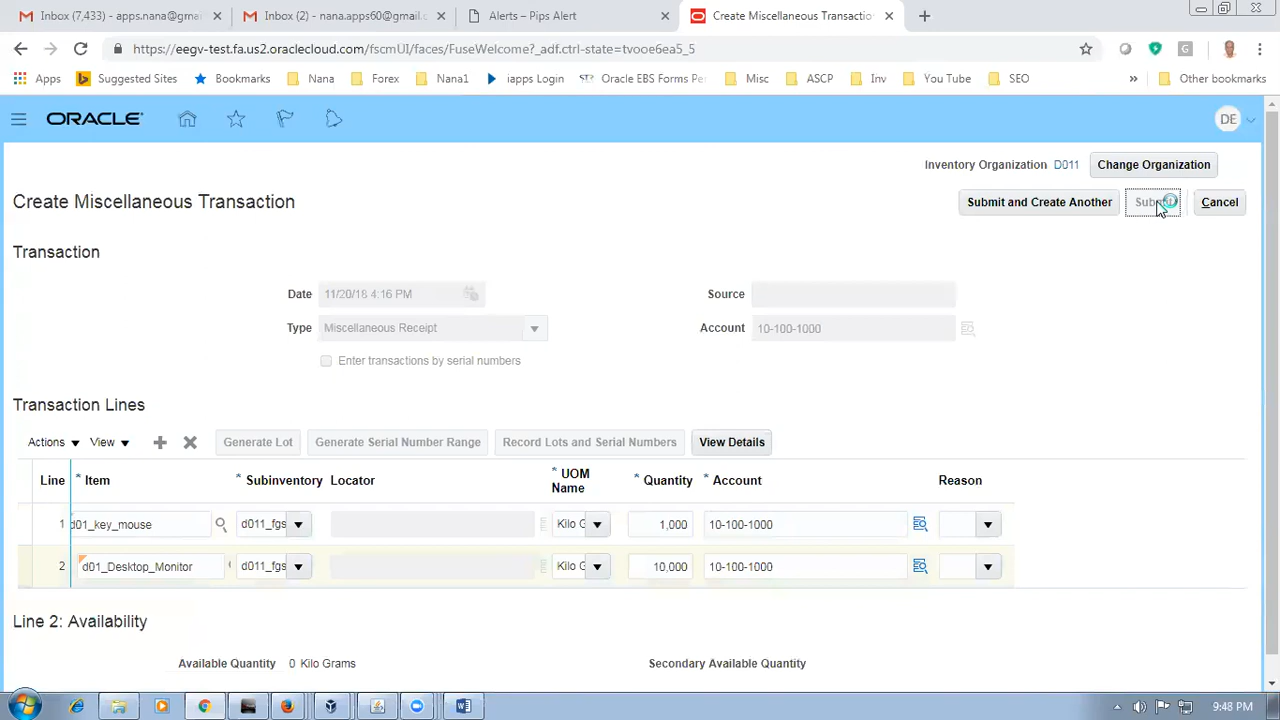 Inbox (7,433) - apps.nana@gma
Inbox (2) - nana.apps60@gmail.
Alerts – Pips Alert
Create Miscellaneous Transactio
https://eegv-test.fa.us2.oraclecloud.com/fscmUI/faces/FuseWelcome?_adf.ctrl-state=tvooe6ea5_5
Apps Suggested Sites Bookmarks Nana Forex Nana1 iapps Login Oracle EBS Forms Pe Misc ASCP Inv You Tube SEO » Other bookmarks
ORACLE DE
Inventory Organization D011 Change Organization
Create Miscellaneous Transaction Submit and Create Another Submit Cancel
Transaction
Date 11/20/18 4:16 PM Source
Type Miscellaneous Receipt Account 10-100-1000
Enter transactions by serial numbers
Transaction Lines
Actions View Generate Lot Generate Serial Number Range Record Lots and Serial Numbers View Details
Line * Item * Subinventory Locator * UOM Name * Quantity * Account Reason
1 d01_key_mouse d011_fgs Kilo G 1,000 10-100-1000
2 d01_Desktop_Monitor d011_fgs Kilo G 10,000 10-100-1000
Line 2: Availability
Available Quantity 0 Kilo Grams Secondary Available Quantity
9:48 PM